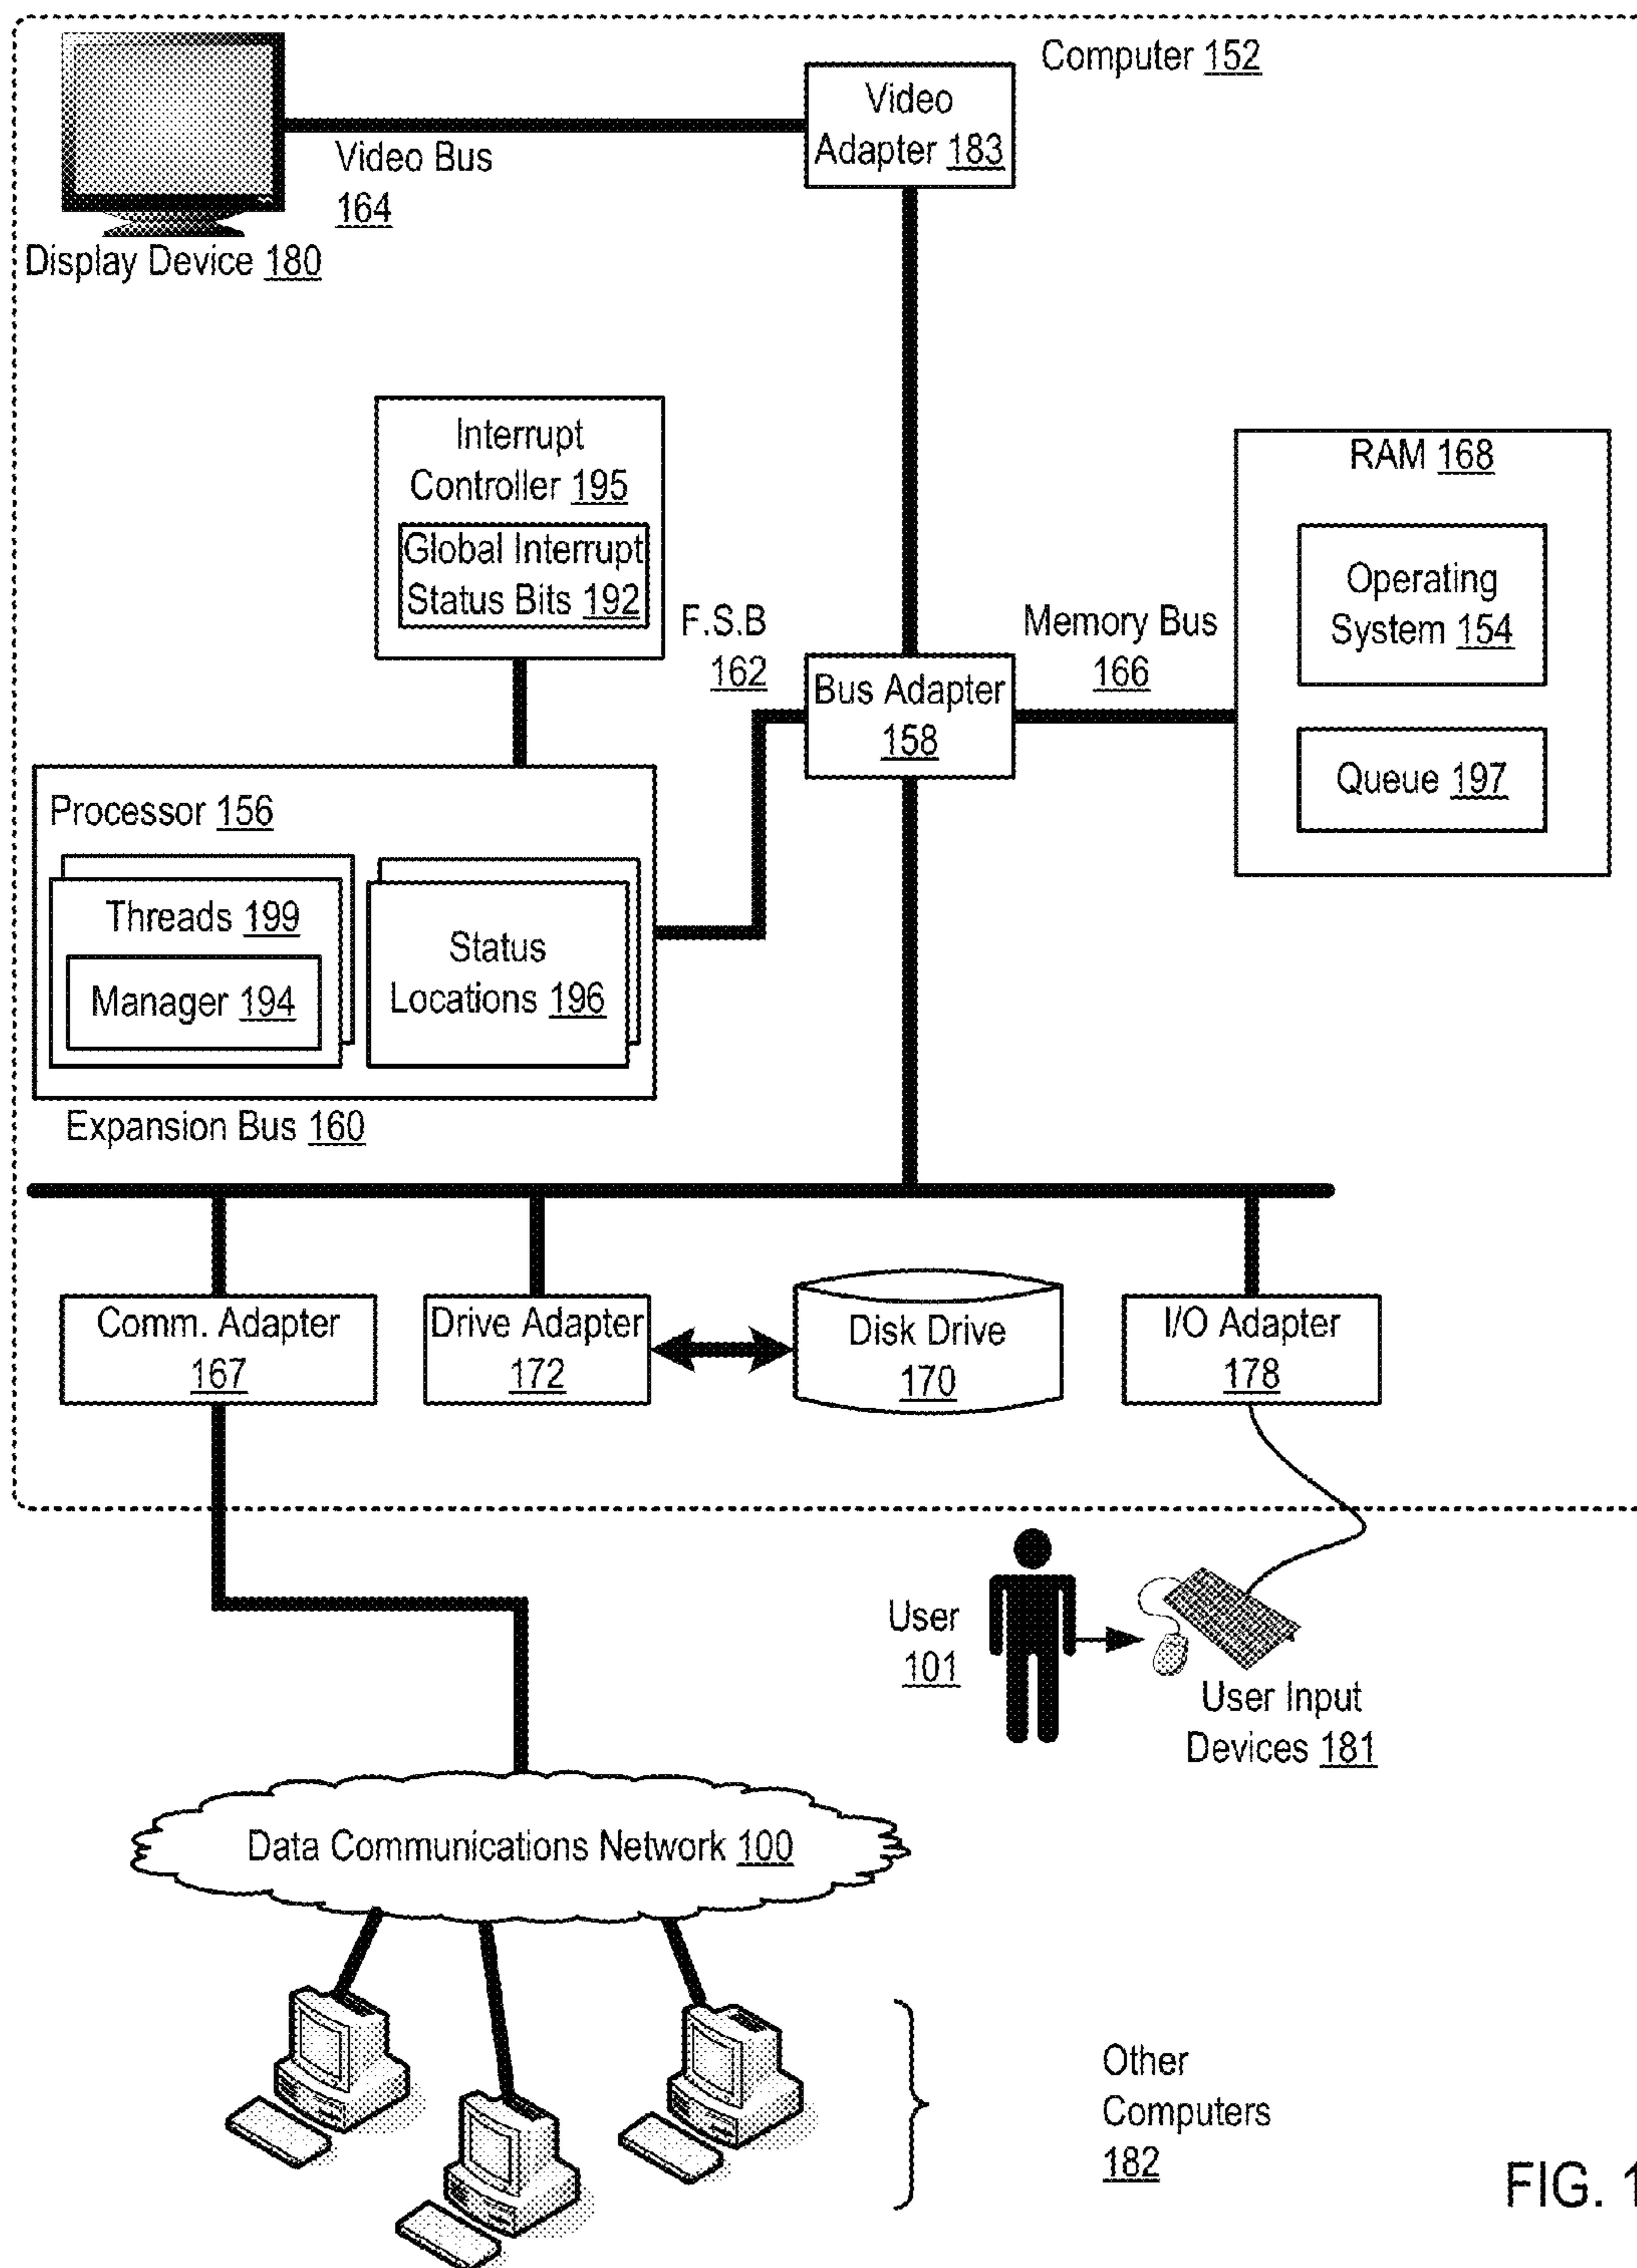 Computer 152
Video
Adapter 183
Video Bus
164
Display Device 180
Interrupt
Controller 195
Global Interrupt
Status Bits 192
F.S.B
162
Bus Adapter
158
Memory Bus
166
RAM 168
Operating
System 154
Queue 197
Processor 156
Threads 199
Manager 194
Status
Locations 196
Expansion Bus 160
Comm. Adapter
167
Drive Adapter
172
Disk Drive
170
I/O Adapter
178
User
101
User Input
Devices 181
Data Communications Network 100
Other
Computers
182
FIG. 1